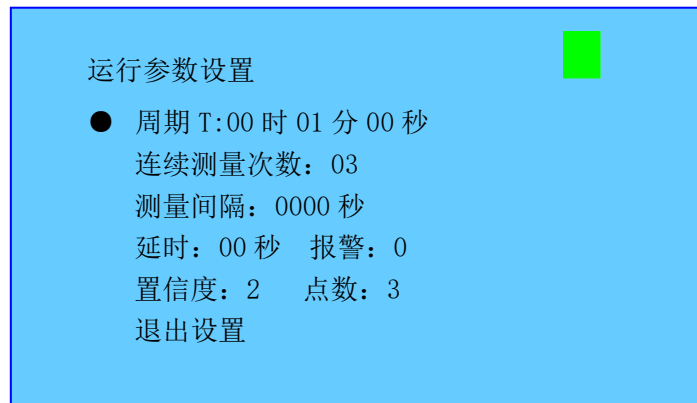 运行参数设置
● 周期 T:00 时 01 分 00 秒
连续测量次数：03
测量间隔：0000 秒
延时：00 秒 报警：0
置信度：2 点数：3
退出设置